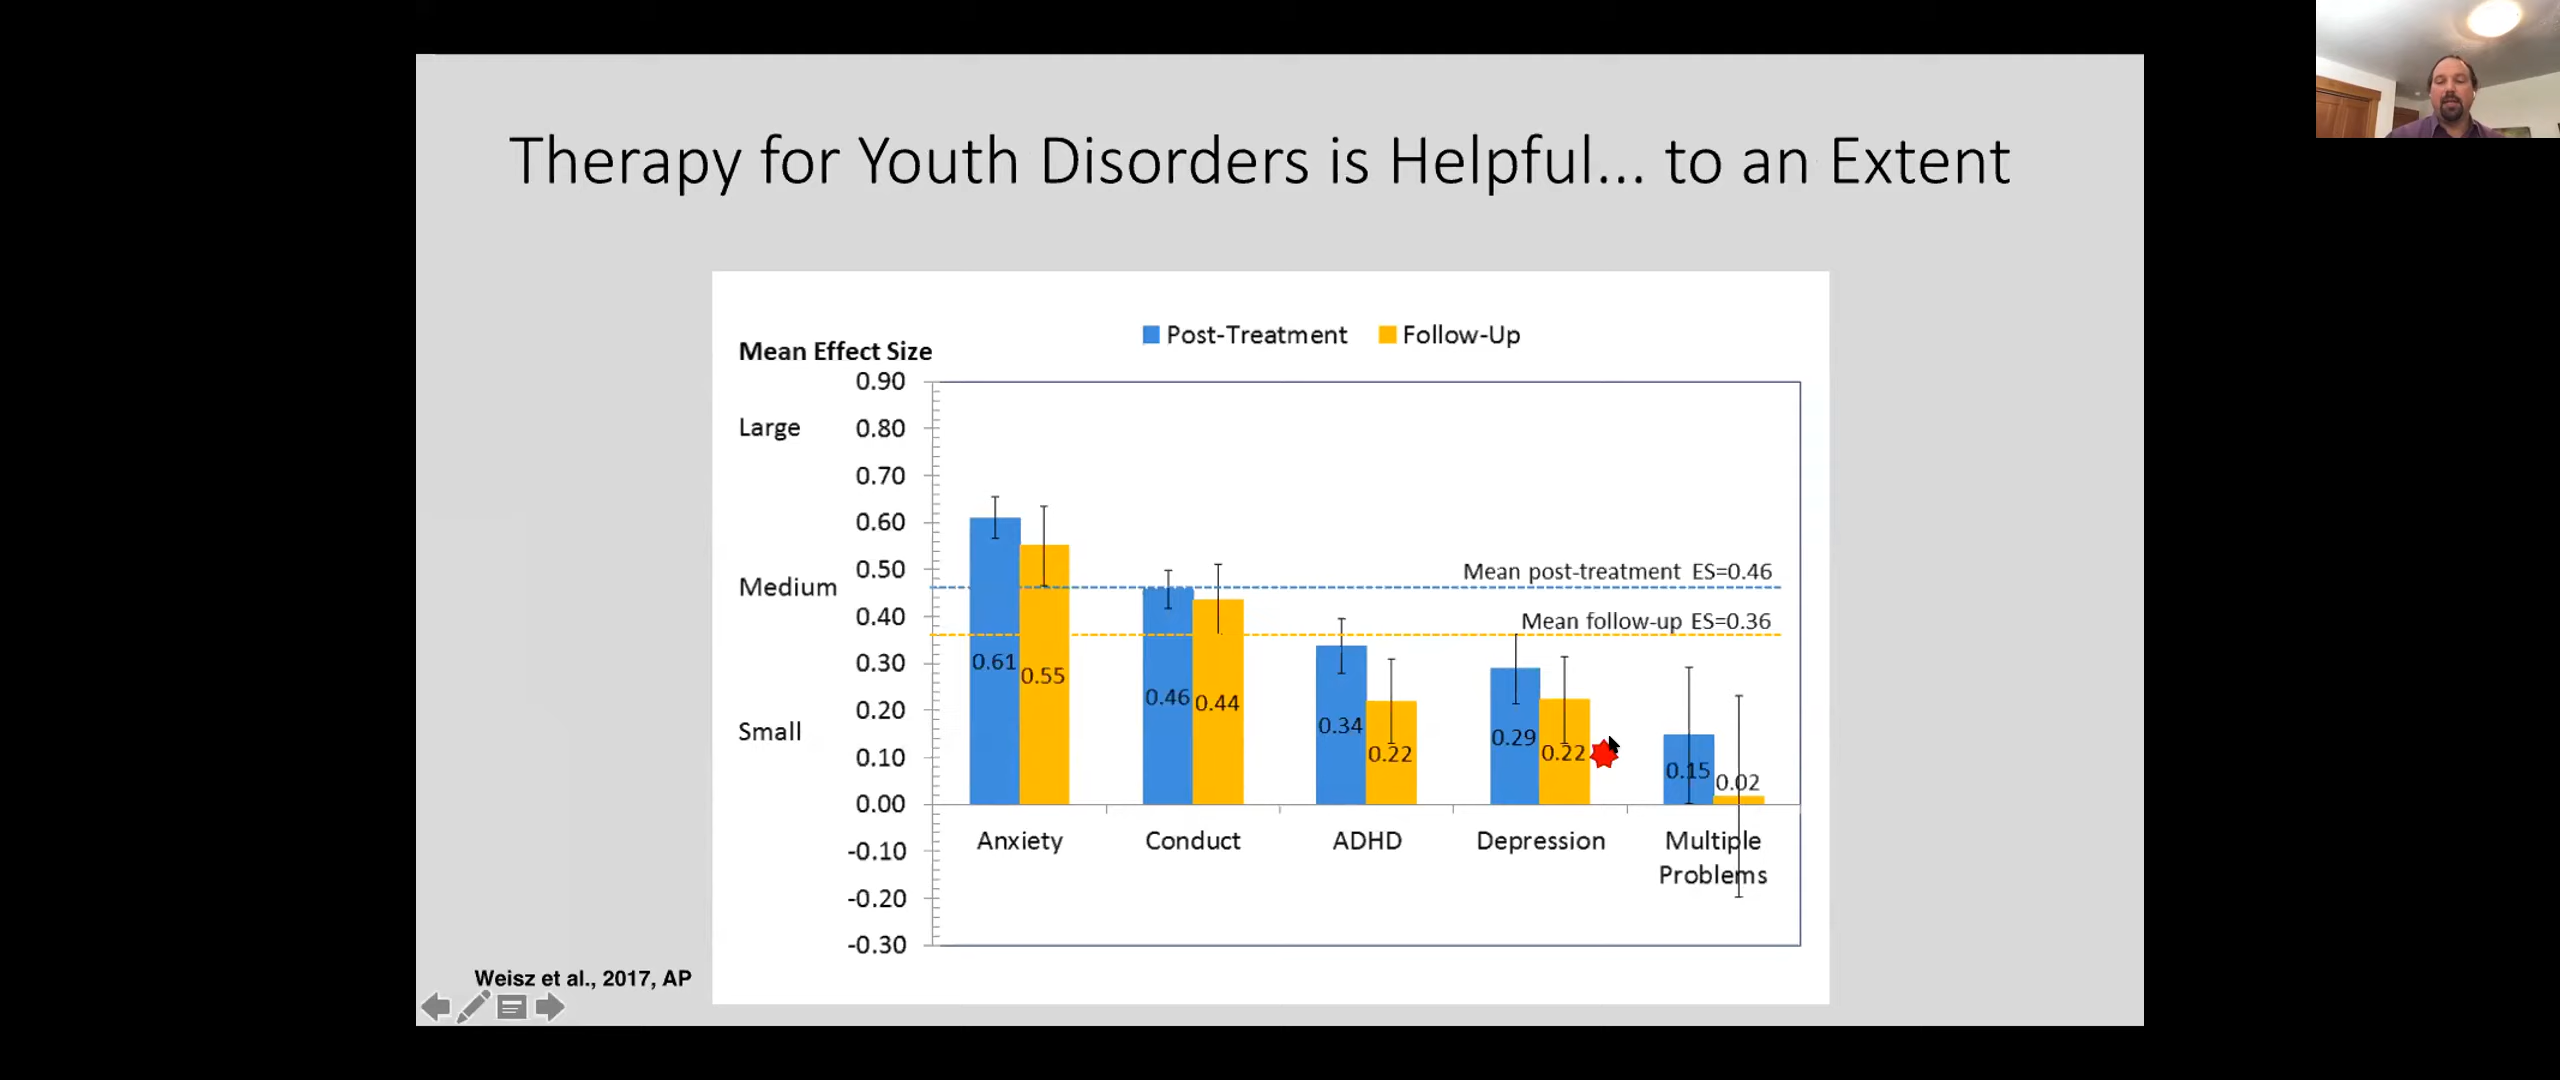 Therapy for Youth Disorders is Helpful... to an Extent
Post-Treatment Follow-Up
Mean Effect Size
0.90
Large 0.80
0.70
0.60
0.50
Medium
0.40
0.30
0.20
Small
0.10
0.00
-0.10
-0.20
-0.30
Mean post-treatment ES=0.46
Mean follow-up ES=0.36
0.61 0.55
0.46 0.44
0.34 0.22
0.29 0.22
0.15 0.02
Anxiety Conduct ADHD Depression Multiple
Problems
Weisz et al., 2017, AP